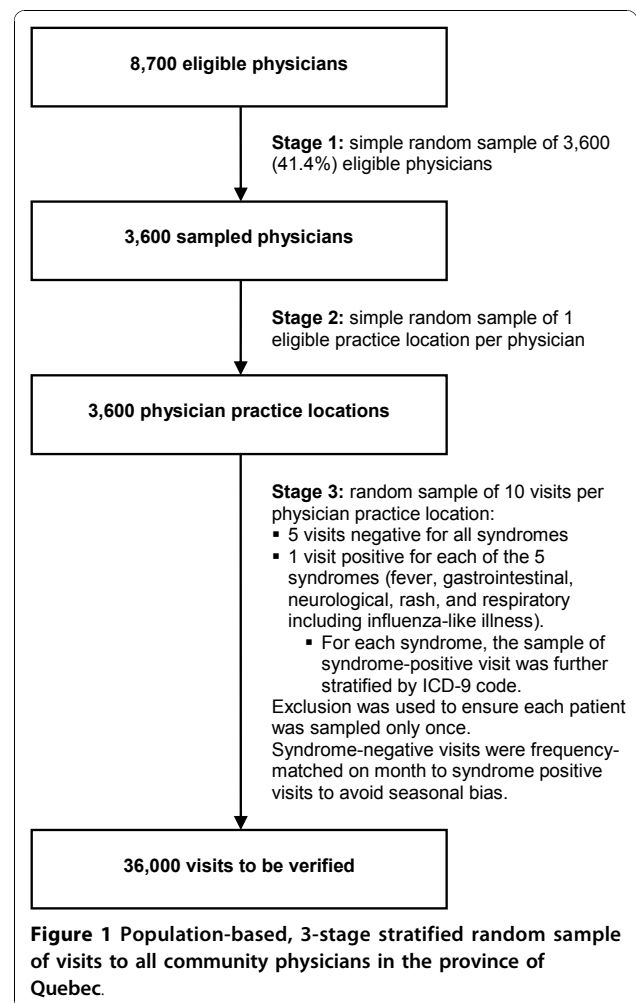 8,700 eligible physicians
Stage 1: simple random sample of 3,600
(41.4%) eligible physicians
3,600 sampled physicians
Stage 2: simple random sample of 1
eligible practice location per physician
3,600 physician practice locations
Stage 3: random sample of 10 visits per
physician practice location:
▪ 5 visits negative for all syndromes
▪ 1 visit positive for each of the 5
syndromes (fever, gastrointestinal,
neurological, rash, and respiratory
including influenza-like illness).
▪ For each syndrome, the sample of
syndrome-positive visit was further
stratified by ICD-9 code.
Exclusion was used to ensure each patient
was sampled only once.
Syndrome-negative visits were frequency-
matched on month to syndrome positive
visits to avoid seasonal bias.
36,000 visits to be verified
Figure 1 Population-based, 3-stage stratified random sample
of visits to all community physicians in the province of
Quebec.